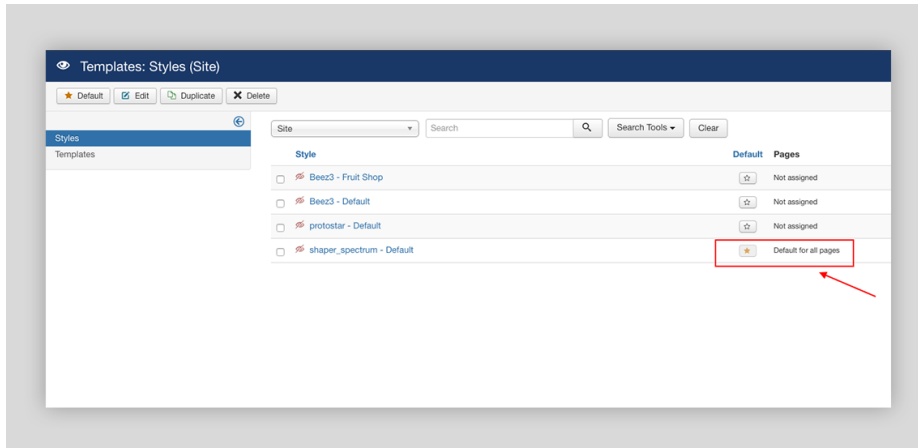 Templates: Styles (Site)
Default Edit Duplicate Delete
Styles
Templates
Site Search Search Tools Clear
Style Default Pages
Beez3 - Fruit Shop Not assigned
Beez3 - Default Not assigned
protostar - Default Not assigned
shaper_spectrum - Default Default for all pages